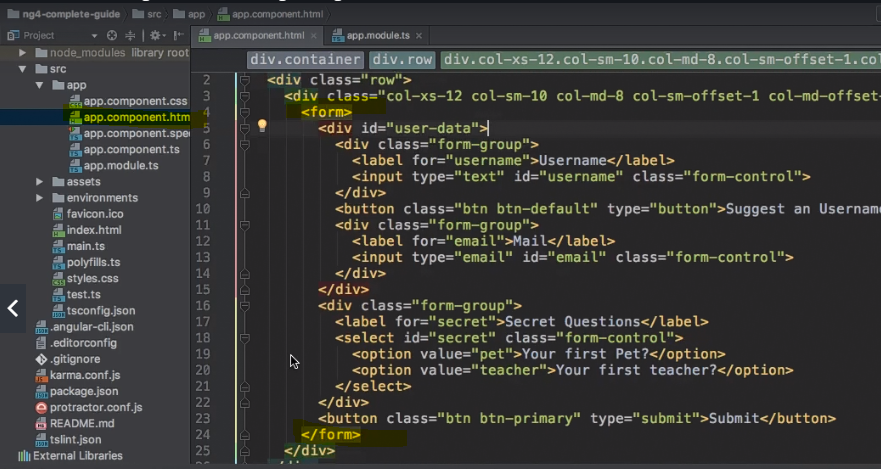 ng4-complete-guide src app app.component.html
Project app.component.html app.module.ts
node_modules library root
src
app
app.component.css
app.component.htm
app.component.spe
app.component.ts
app.module.ts
assets
environments
favicon.ico
index.html
main.ts
polyfills.ts
styles.css
test.ts
tsconfig.json
.angular-cli.json
.editorconfig
.gitignore
karma.conf.js
package.json
protractor.conf.js
README.md
tslint.json
External Libraries
div.container div.row div.col-xs-12.col-sm-10.col-md-8.col-sm-offset-1.col
2 <div class="row">
3 <div class="col-xs-12 col-sm-10 col-md-8 col-sm-offset-1 col-md-offset-
4 <form>
5 <div id="user-data">
6 <div class="form-group">
7 <label for="username">Username</label>
8 <input type="text" id="username" class="form-control">
9 </div>
10 <button class="btn btn-default" type="button">Suggest an Username
11 <div class="form-group">
12 <label for="email">Mail</label>
13 <input type="email" id="email" class="form-control">
14 </div>
15 </div>
16 <div class="form-group">
17 <label for="secret">Secret Questions</label>
18 <select id="secret" class="form-control">
19 <option value="pet">Your first Pet?</option>
20 <option value="teacher">Your first teacher?</option>
21 </select>
22 </div>
23 <button class="btn btn-primary" type="submit">Submit</button>
24 </form>
25 </div>